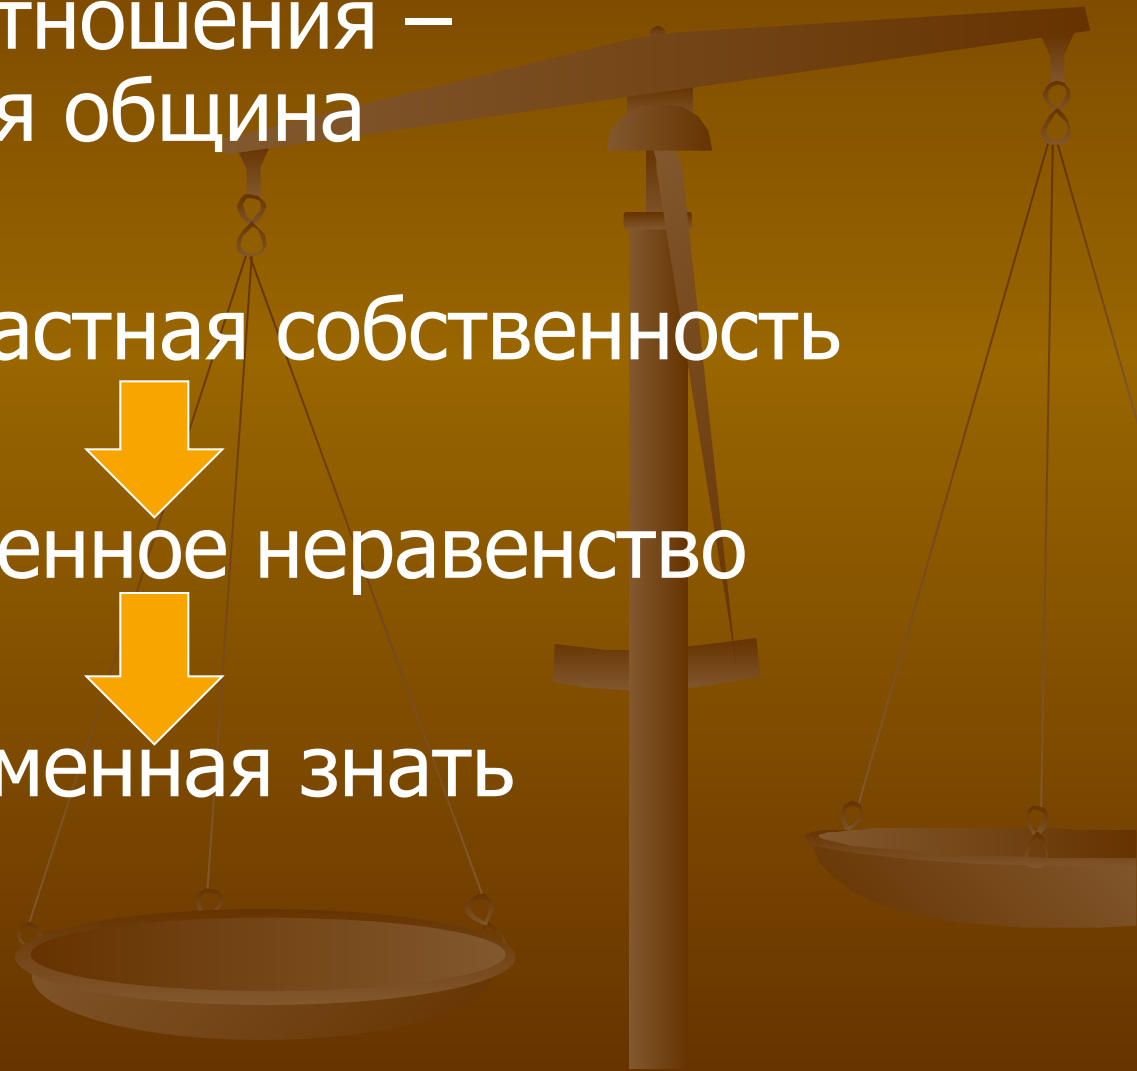 тношения –
я община
астная собственность
енное неравенство
менная знать